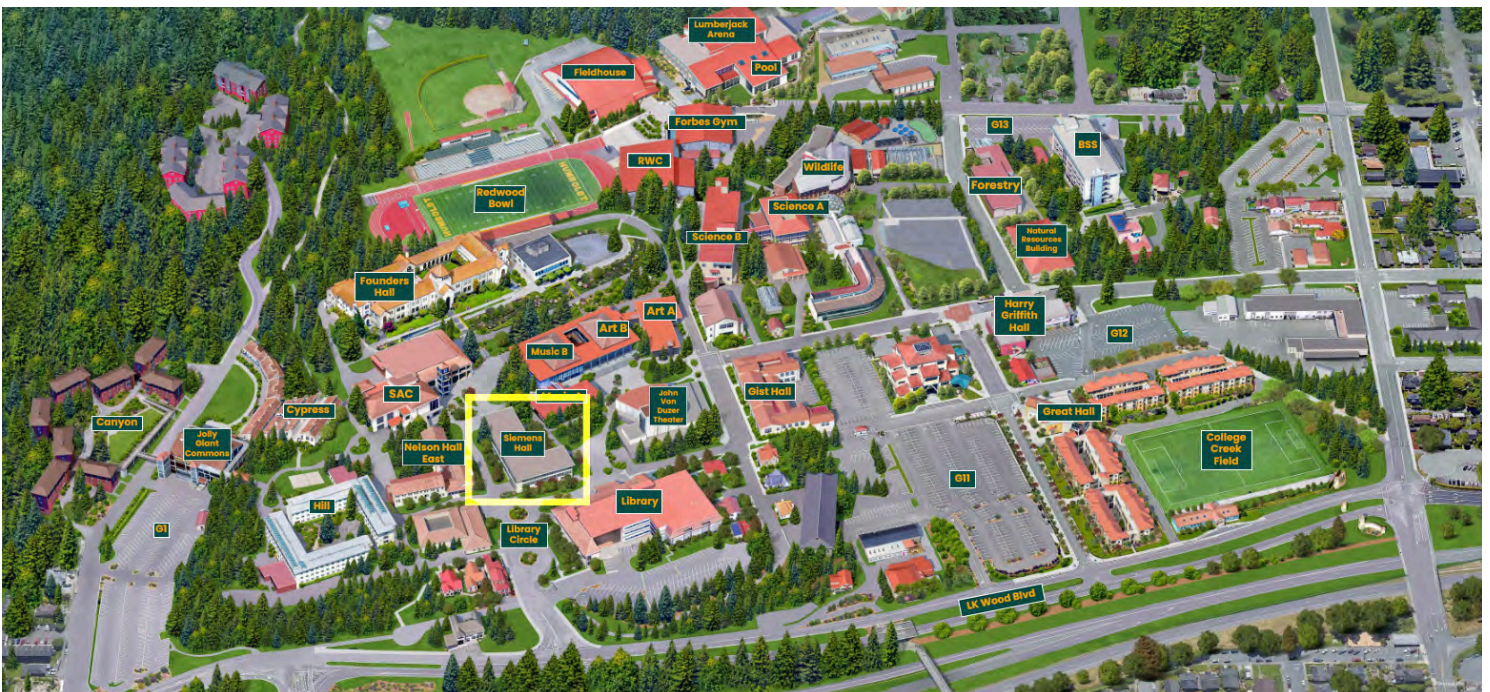 Lumberjack
Arena
Pool
Fieldhouse
Forbes Gym
G13
BSS
RWC
Wildlife
Redwood
Bowl
HUMBOLDT
HUMBOLDT
Forestry
Science A
Science B
Natural
Resources
Building
Founders
Hall
Art A
Art B
Music B
Harry
Griffith
Hall
G12
SAC
John
Van
Duzer
Theater
Gist Hall
Great Hall
Canyon
Cypress
Jolly
Giant
Commons
Nelson Hall
East
Siemens
Hall
College
Creek
Field
G11
Library
Hill
G1
Library
Circle
LK Wood Blvd